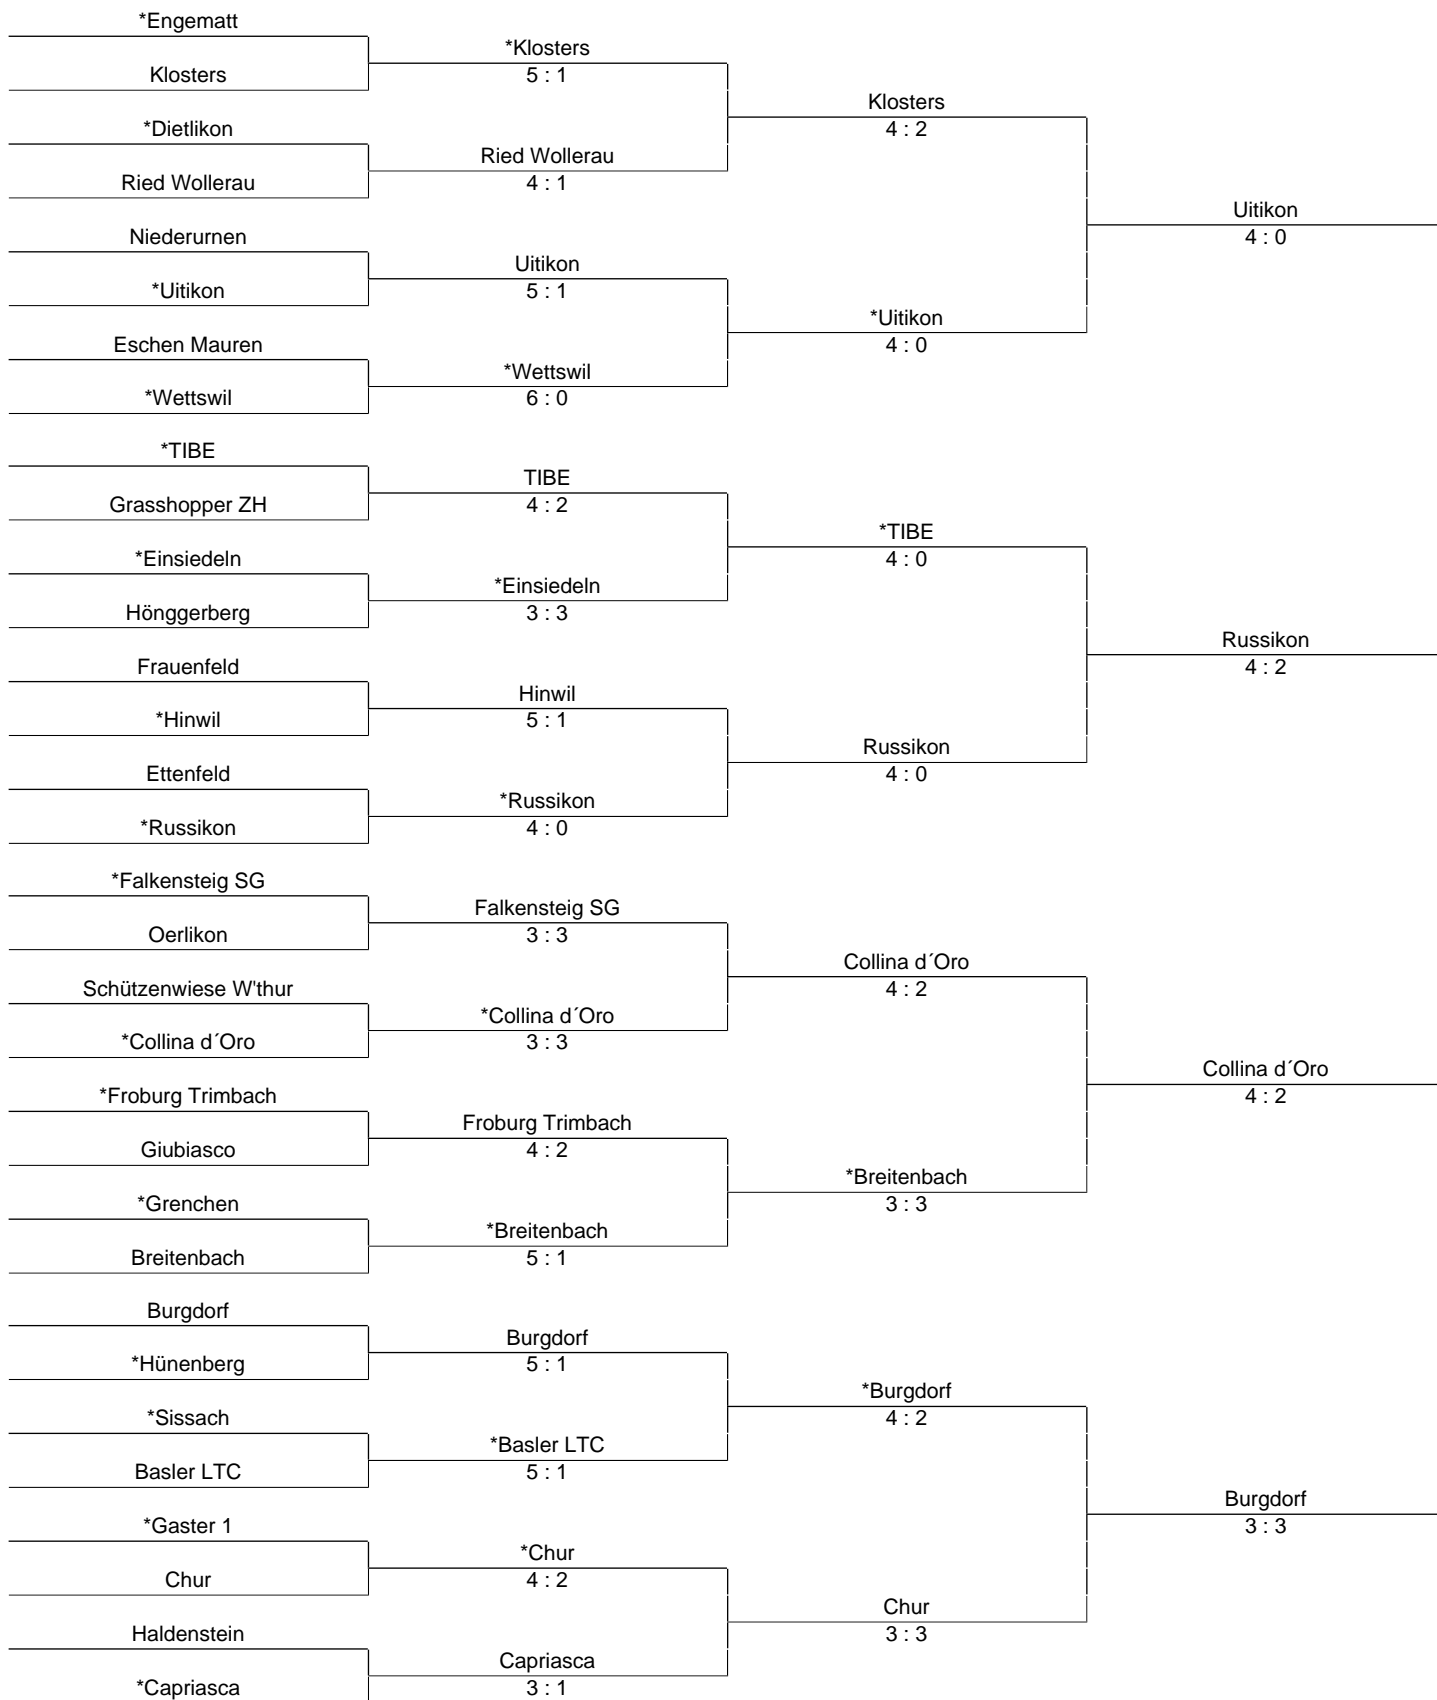 *Engematt
*Klosters
Klosters
5 : 1
Klosters
*Dietlikon
4 : 2
Ried Wollerau
Ried Wollerau
4 : 1
Uitikon
Niederurnen
4 : 0
Uitikon
*Uitikon
5 : 1
*Uitikon
Eschen Mauren
4 : 0
*Wettswil
*Wettswil
6 : 0
*TIBE
TIBE
Grasshopper ZH
4 : 2
*TIBE
*Einsiedeln
4 : 0
*Einsiedeln
Hönggerberg
3 : 3
Russikon
Frauenfeld
4 : 2
Hinwil
*Hinwil
5 : 1
Russikon
Ettenfeld
4 : 0
*Russikon
*Russikon
4 : 0
*Falkensteig SG
Falkensteig SG
Oerlikon
3 : 3
Collina d´Oro
Schützenwiese W'thur
4 : 2
*Collina d´Oro
*Collina d´Oro
3 : 3
Collina d´Oro
*Froburg Trimbach
4 : 2
Froburg Trimbach
Giubiasco
4 : 2
*Breitenbach
*Grenchen
3 : 3
*Breitenbach
Breitenbach
5 : 1
Burgdorf
Burgdorf
*Hünenberg
5 : 1
*Burgdorf
*Sissach
4 : 2
*Basler LTC
Basler LTC
5 : 1
Burgdorf
*Gaster 1
3 : 3
*Chur
Chur
4 : 2
Chur
Haldenstein
3 : 3
Capriasca
*Capriasca
3 : 1